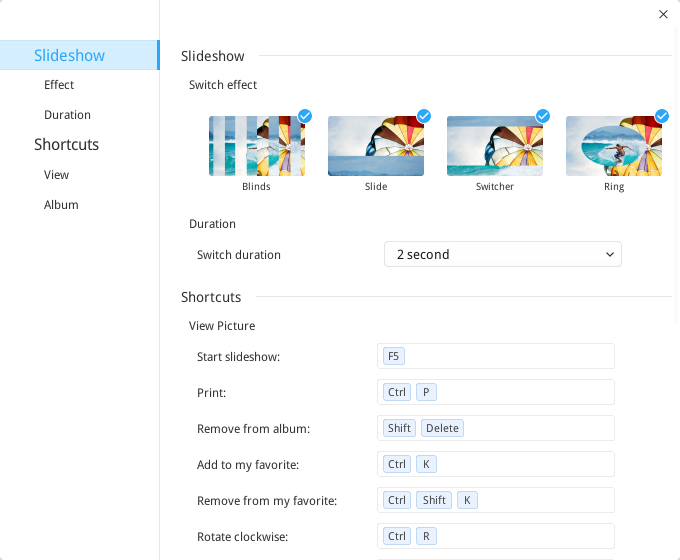 Slideshow
Effect
Duration
Shortcuts
View
Album
Slideshow
Switch effect
Blinds
Slide
Switcher
Ring
Duration
Switch duration
2 second
Shortcuts
View Picture
Start slideshow: F5
Print: Ctrl P
Remove from album: Shift Delete
Add to my favorite: Ctrl K
Remove from my favorite: Ctrl Shift K
Rotate clockwise: Ctrl R